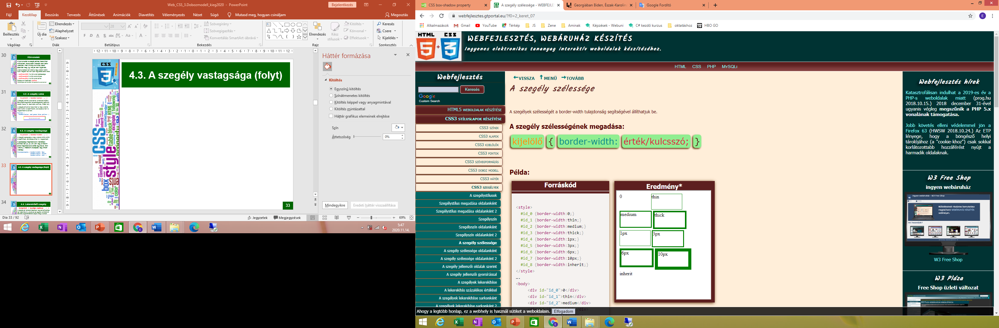 Web_CSS_3.Dobozmodell_kieg2020 - PowerPoint
Bejelentkezés
Fájl Kezdőlap Beszúrás Tervezés Áttűnések Animációk Diavetítés Véleményezés Nézet Súgó Mutasd meg, hogyan csináljam Megosztás
Beillesztés
Új dia
Elrendezés
Alaphelyzet
Szakasz
28
F D A S abc AV Aa A
Szövegirány
Szövegigazítás
Konvertálás SmartArt-ábrává
Elrendezés
Kész stílusok
Kitöltés
Körvonal
Effektusok
Keresés
Csere
Kijelölés
Vágólap Diák Betűtípus Bekezdés Rajz Szerkesztés
30
Körvonalak
31
4.2. A szegély színe
32
4.3. A szegély vastagsága
33
4.3. A szegély vastagsága (folyt)
34
4.4. Lekerekített szegély
CSS
3
4.3. A szegély vastagsága (folyt)
CSS
style
box
content
table
HTML
33
Háttér formázása
Kitöltés
Egyszínű kitöltés
Színátmenetes kitöltés
Kitöltés képpel vagy anyagmintával
Kitöltés mintázattal
Háttér grafikus elemeinek elrejtése
Szín
Áttetszőség 0%
Mindegyikre Eredeti háttér visszaállítása
Dia 33 / 92 Jegyzetek Megjegyzések 69%
5:47
2020.11.14.
CSS box-shadow property
A szegély szélessége - WEBFEJLE
Georgiában Biden, Észak-Karolin
Google Fordító
webfejlesztes.gtportal.eu/?f0=2_keret_07
E
Alkalmazások Gmail YouTube Térkép JS Zene Aminak Képzések - Webuni C# kezdő kurzus oktatáshoz HBO GO
HTML CSS
5 + 3
WEBFEJLESZTÉS, WEBÁRUHÁZ KÉSZÍTÉS
Ingyenes elektronikus tananyag interaktív weboldalak készítéséhez.
HTML CSS PHP MySQLi
Webfejlesztés
Keresés
Google
Custom Search
HTML5 WEBOLDALAK KÉSZÍTÉSE
CSS3 STÍLUSLAPOK KÉSZÍTÉSE
CSS3 SZÍNEK
CSS3 ALAPOK
CSS3 KIJELÖLŐK
CSS3 FONTOK
CSS3 SZÖVEGFORMÁZÁS
CSS3 DOBOZ MODELL
CSS3 HÁTTÉR
CSS3 SZEGÉLYEK
A szegélystílusok
Szegélystílus megadása oldalanként
Szegélystílus megadása oldalanként 2
Szegélyszín
Szegélyszín oldalanként
Szegélyszín oldalanként 2
A szegély szélessége
A szegély szélessége oldalanként
A szegély szélessége oldalanként 2
A szegély jellemzői oldalak szerint
A szegély jellemzői gyorsírással
A szegélyek lekerekítése
A lekerekítés százalékos értékkel
A szegélyek lekerekítése sarkonként
A szegélyek lekerekítése sarkonként 2
VISSZA MENÜ TOVÁBB
A szegély szélessége
A szegélyek szélességét a border-width tulajdonság segítségével állíthatjuk be.
A szegély szélességének megadása:
kijelölő { border-width: érték/kulcsszó; }
Példa:
Forráskód
<style>
#id_0 {border-width:0;}
#id_1 {border-width:thin;}
#id_2 {border-width:medium;}
#id_3 {border-width:thick;}
#id_4 {border-width:1px;}
#id_5 {border-width:3px;}
#id_6 {border-width:6px;}
#id_7 {border-width:10px;}
#id_8 {border-width:inherit;}
</style>
….
<body>
<div id="id_0">0</div>
<div id="id_1">thin</div>
<div id="id_2">medium</div>
Eredmény*
0 thin
medium thick
1px 3px
6px 10px
inherit
Webfejlesztés hírek
Katasztrofálisan indulhat a 2019-es év a
PHP-s weboldalak miatt (prog.hu
2018.10.15.) 2018 december 31-ével
ugyanis végleg megszűnik a PHP 5.x
vonalának támogatása.
Jobb követés elleni védelemmel jön a
Firefox 63 (HWSW 2018.10.24.) Az ETP
lényege, hogy a böngésző helyi
tárolójához (a "cookie-khoz") csak sokkal
korlátozottabb hozzáférést nyújt a
harmadik oldalaknak.
W3 Free Shop
ingyen webáruház
W3 Free Shop
W3 Pláza
Free Shop üzleti változat
Ahogy a legtöbb honlap, ez a webhely is használ sütiket a weboldalain. Elfogadom